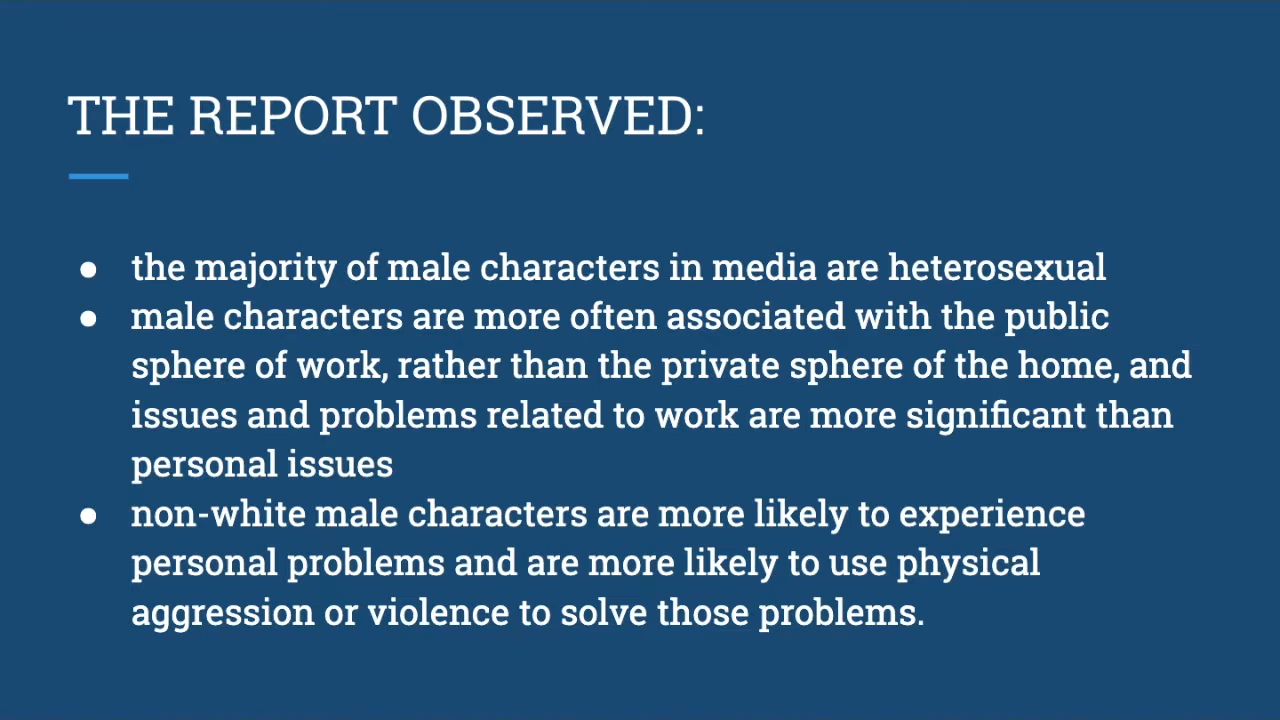 THE REPORT OBSERVED:
● the majority of male characters in media are heterosexual
● male characters are more often associated with the public
sphere of work, rather than the private sphere of the home, and
issues and problems related to work are more significant than
personal issues
● non-white male characters are more likely to experience
personal problems and are more likely to use physical
aggression or violence to solve those problems.